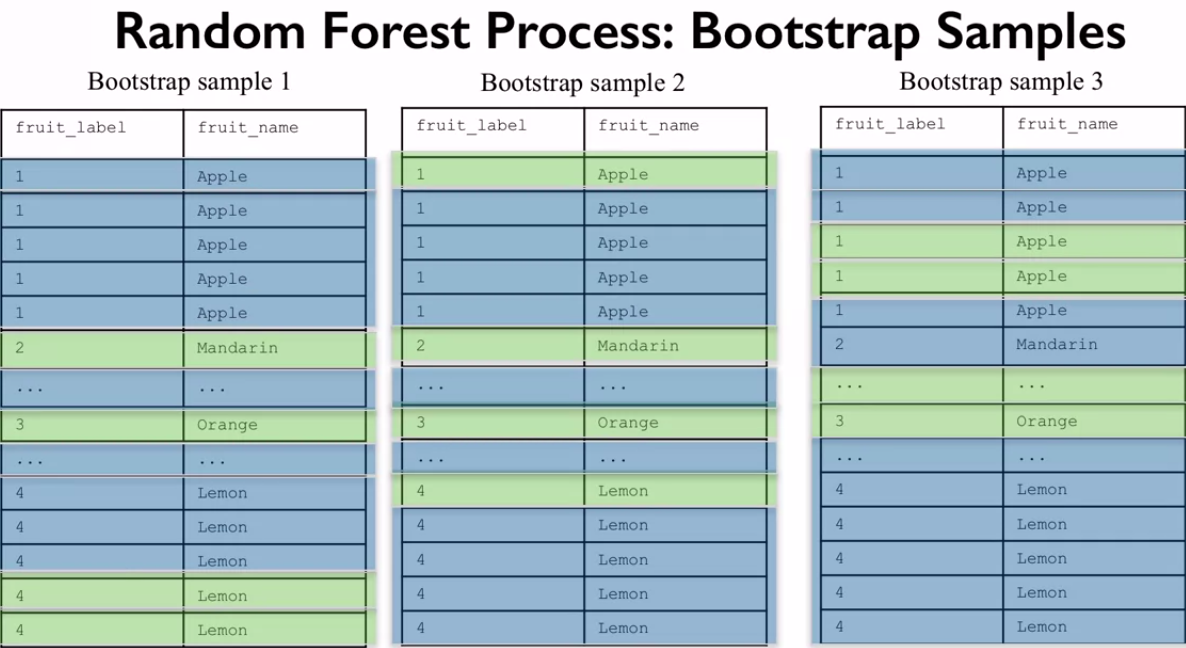 Random Forest Process: Bootstrap Samples
Bootstrap sample 1
fruit_label fruit_name
1 Apple
1 Apple
1 Apple
1 Apple
1 Apple
2 Mandarin
... ...
3 Orange
... ...
4 Lemon
4 Lemon
4 Lemon
4 Lemon
4 Lemon
Bootstrap sample 2
fruit_label fruit_name
1 Apple
1 Apple
1 Apple
1 Apple
1 Apple
2 Mandarin
... ...
3 Orange
... ...
4 Lemon
4 Lemon
4 Lemon
4 Lemon
4 Lemon
Bootstrap sample 3
fruit_label fruit_name
1 Apple
1 Apple
1 Apple
1 Apple
1 Apple
2 Mandarin
... ...
3 Orange
... ...
4 Lemon
4 Lemon
4 Lemon
4 Lemon
4 Lemon